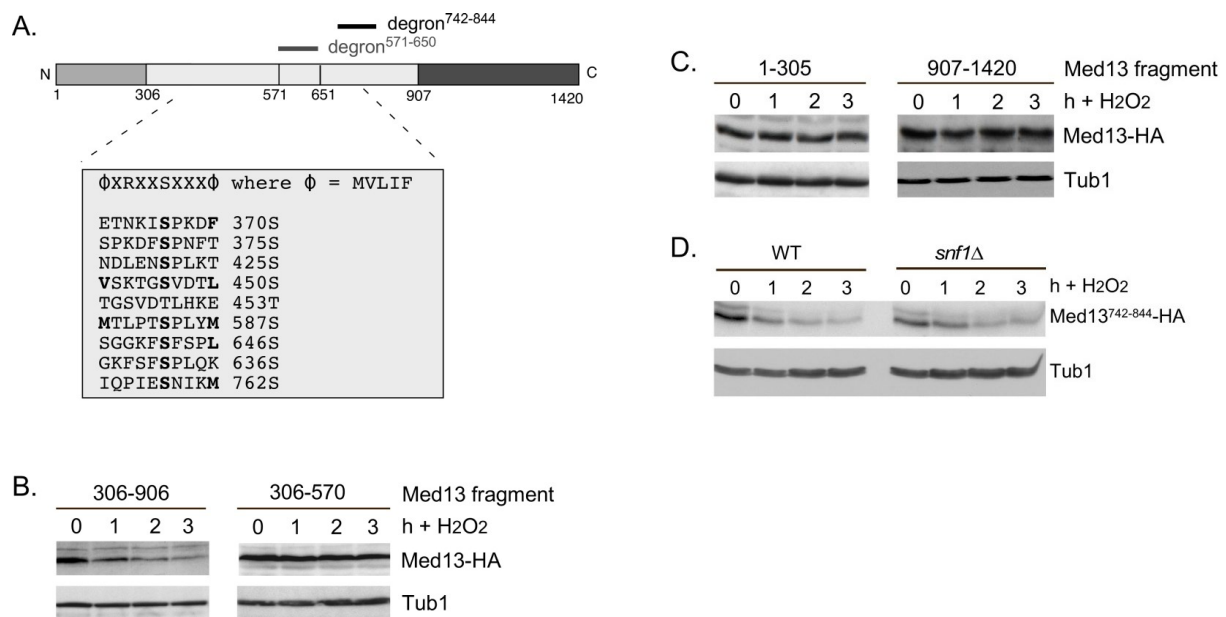 A.
degron742-844
degron571-650
N
C
1 306 571 651 907 1420
ΦXRXXSXXXΦ where Φ = MVLIF
ETNKISPKDF 370S
SPKDFSPNFT 375S
NDLENSPLKT 425S
VSKTGSVDTL 450S
TGSVDTLHKE 453T
MTLPTSPLYM 587S
SGGKFSFSPL 646S
GKFSFSPLQK 636S
IQPIESNIKM 762S
B.
306-906 306-570 Med13 fragment
0 1 2 3 0 1 2 3 h + H2O2
Med13-HA
Tub1
C.
1-305 907-1420 Med13 fragment
0 1 2 3 0 1 2 3 h + H2O2
Med13-HA
Tub1
D.
WT snf1Δ
0 1 2 3 0 1 2 3 h + H2O2
Med13742-844-HA
Tub1